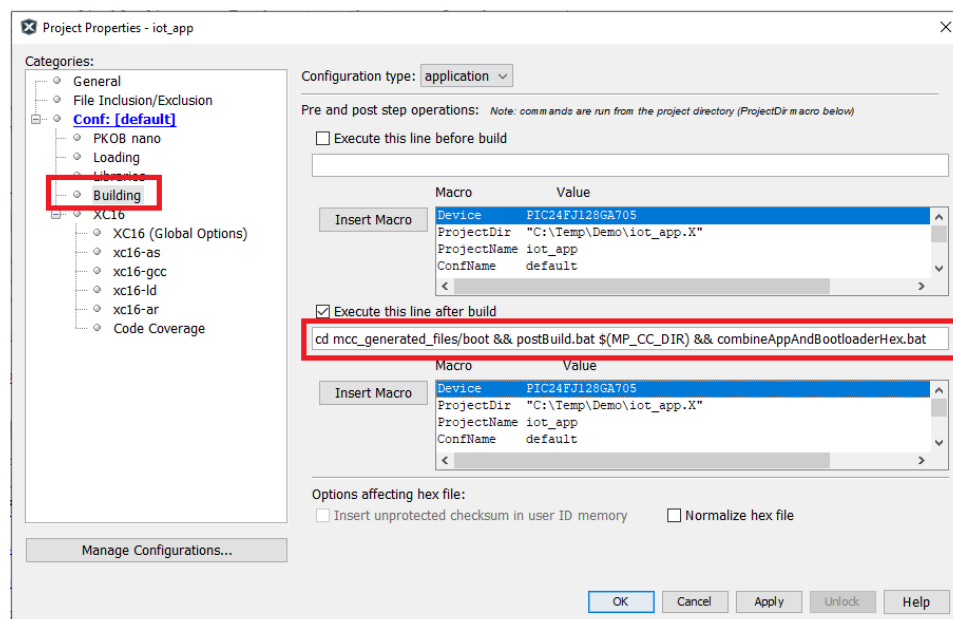 Project Properties - iot_app
Categories:
General
File Inclusion/Exclusion
Conf: [default]
PKOB nano
Loading
Libraries
Building
XC16
XC16 (Global Options)
xc16-as
xc16-gcc
xc16-ld
xc16-ar
Code Coverage
Manage Configurations...
Configuration type: application
Pre and post step operations: Note: commands are run from the project directory (ProjectDir macro below)
Execute this line before build
Macro Value
Insert Macro
Device PIC24FJ128GA705
ProjectDir "C:\Temp\Demo\iot_app.X"
ProjectName iot_app
ConfName default
Execute this line after build
cd mcc_generated_files/boot && postBuild.bat $(MP_CC_DIR) && combineAppAndBootloaderHex.bat
Macro Value
Insert Macro
Device PIC24FJ128GA705
ProjectDir "C:\Temp\Demo\iot_app.X"
ProjectName iot_app
ConfName default
Options affecting hex file:
Insert unprotected checksum in user ID memory
Normalize hex file
OK Cancel Apply Unlock Help